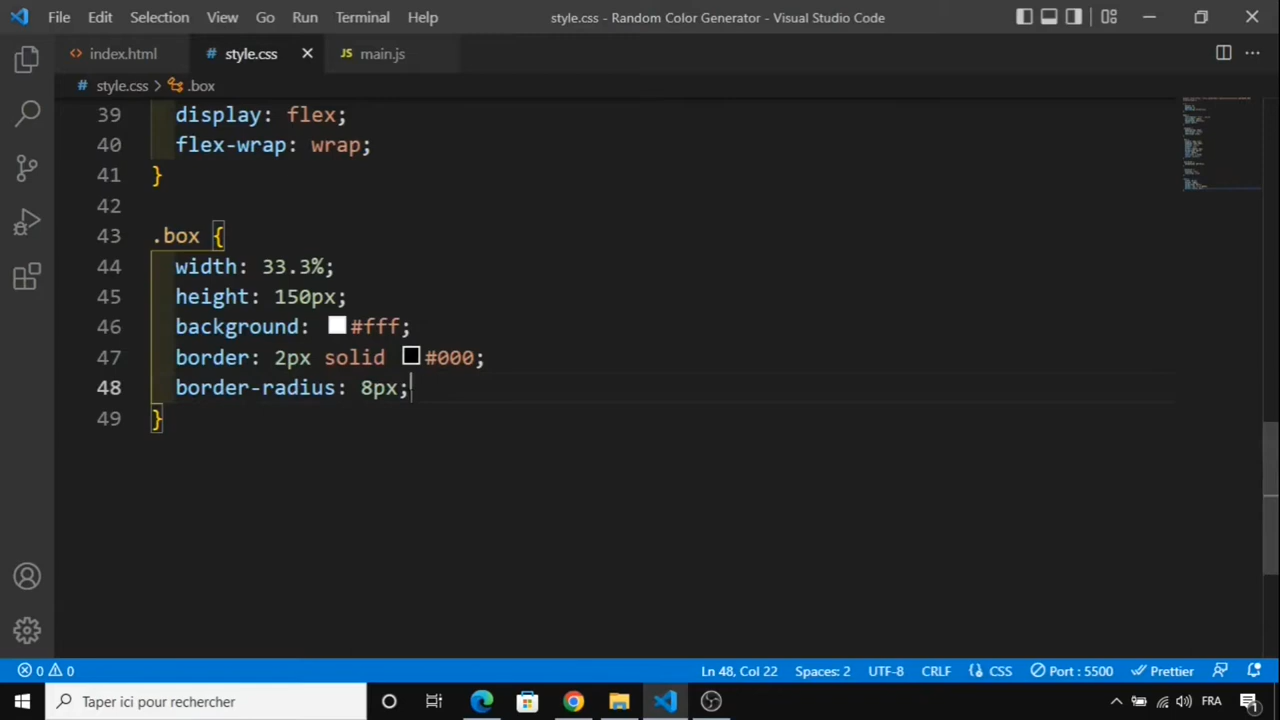 File Edit Selection View Go Run Terminal Help style.css - Random Color Generator - Visual Studio Code
<> index.html # style.css JS main.js
# style.css > .box
39 display: flex;
40 flex-wrap: wrap;
41 }
42
43 .box {
44 width: 33.3%;
45 height: 150px;
46 background: #fff;
47 border: 2px solid #000;
48 border-radius: 8px;
49 }
0 0 Ln 48, Col 22 Spaces: 2 UTF-8 CRLF {} CSS Port : 5500 Prettier
Taper ici pour rechercher FR 1